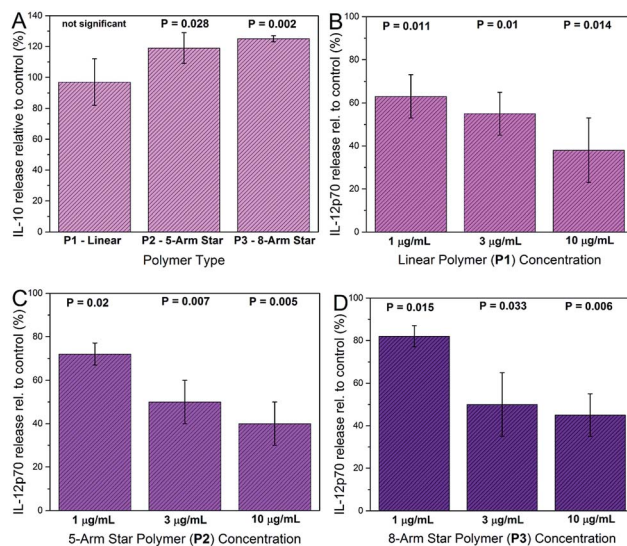 A
IL-10 release relative to control (%)
140
120
100
80
60
40
20
0
not significant
P = 0.028
P = 0.002
P1 - Linear
P2 - 5-Arm Star
P3 - 8-Arm Star
Polymer Type
B
IL-12p70 release rel. to control (%)
100
80
60
40
20
0
P = 0.011
P = 0.01
P = 0.014
1 μg/mL
3 μg/mL
10 μg/mL
Linear Polymer (P1) Concentration
C
IL-12p70 release rel. to control (%)
100
80
60
40
20
0
P = 0.02
P = 0.007
P = 0.005
1 μg/mL
3 μg/mL
10 μg/mL
5-Arm Star Polymer (P2) Concentration
D
IL-12p70 release rel. to control (%)
100
80
60
40
20
0
P = 0.015
P = 0.033
P = 0.006
1 μg/mL
3 μg/mL
10 μg/mL
8-Arm Star Polymer (P3) Concentration